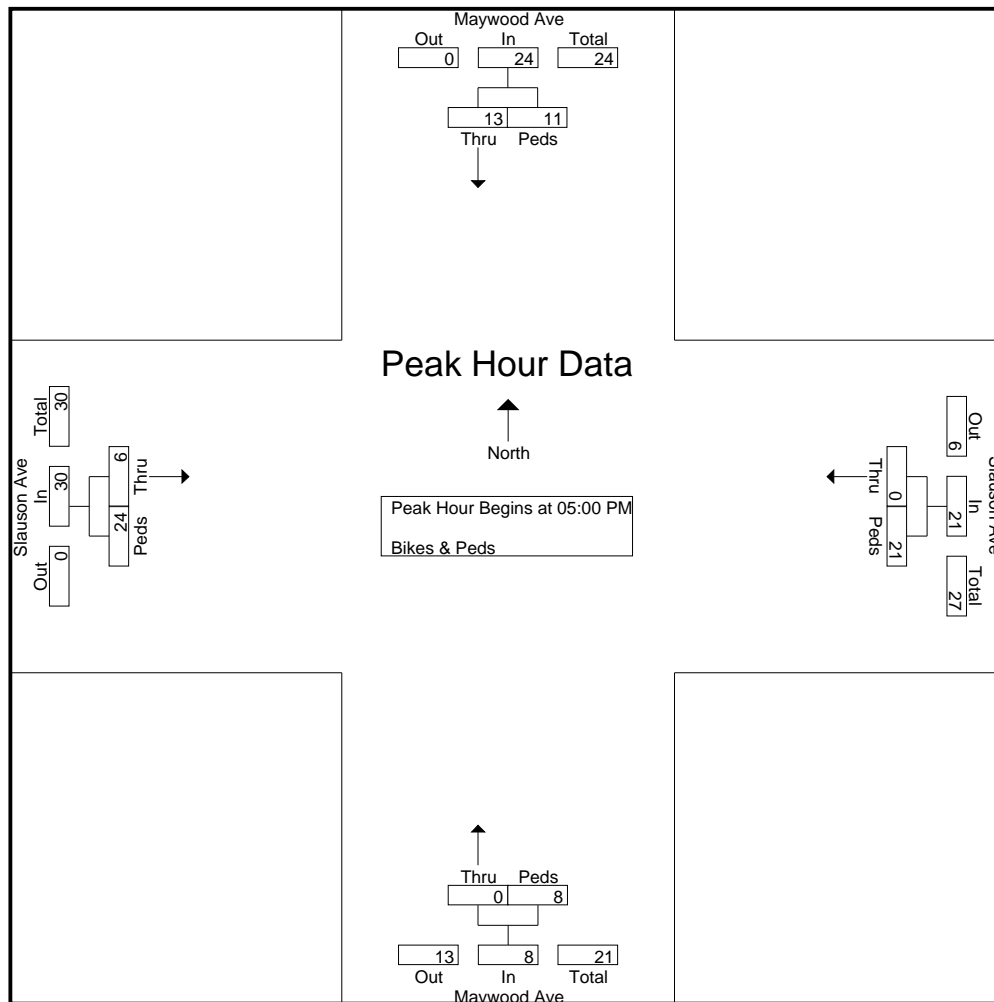 Maywood Ave
Out In Total
0 24 24
13 11
Thru Peds
Peak Hour Data
North
Peak Hour Begins at 05:00 PM
Bikes & Peds
Slauson Ave
Out In Total
0 30 30
24 6
Peds Thru
Slauson Ave
Out In Total
6 21 27
0 21
Thru Peds
Thru Peds
0 8
13 8 21
Out In Total
Maywood Ave